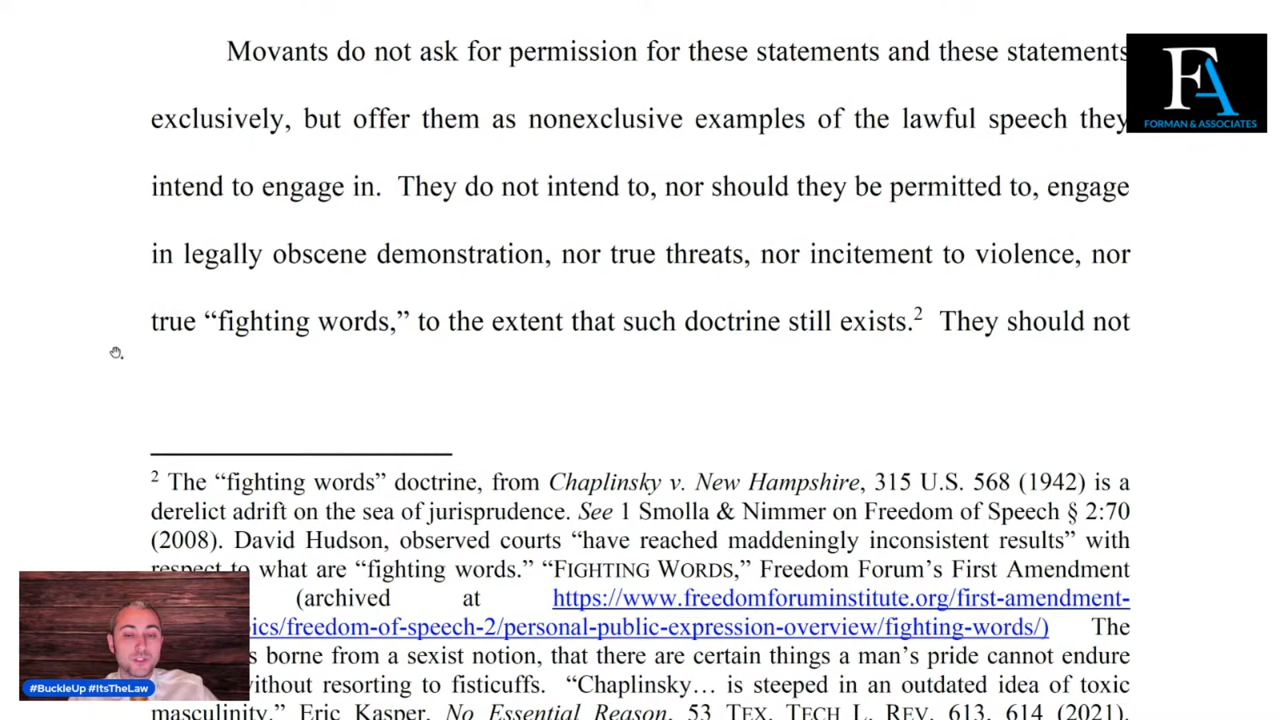 Movants do not ask for permission for these statements and these statements
exclusively, but offer them as nonexclusive examples of the lawful speech they
intend to engage in. They do not intend to, nor should they be permitted to, engage
in legally obscene demonstration, nor true threats, nor incitement to violence, nor
true “fighting words,” to the extent that such doctrine still exists.2 They should not
FA
FORMAN & ASSOCIATES
2 The “fighting words” doctrine, from Chaplinsky v. New Hampshire, 315 U.S. 568 (1942) is a
derelict adrift on the sea of jurisprudence. See 1 Smolla & Nimmer on Freedom of Speech § 2:70
(2008). David Hudson, observed courts “have reached maddeningly inconsistent results” with
respect to what are “fighting words.” “FIGHTING WORDS,” Freedom Forum’s First Amendment
(archived at https://www.freedomforuminstitute.org/first-amendment-
ics/freedom-of-speech-2/personal-public-expression-overview/fighting-words/) The
borne from a sexist notion, that there are certain things a man’s pride cannot endure
without resorting to fisticuffs. “Chaplinsky… is steeped in an outdated idea of toxic
masculinity.” Eric Kasper, No Essential Reason, 53 TEX. TECH L. REV. 613, 614 (2021).
#BuckleUp #ItsTheLaw